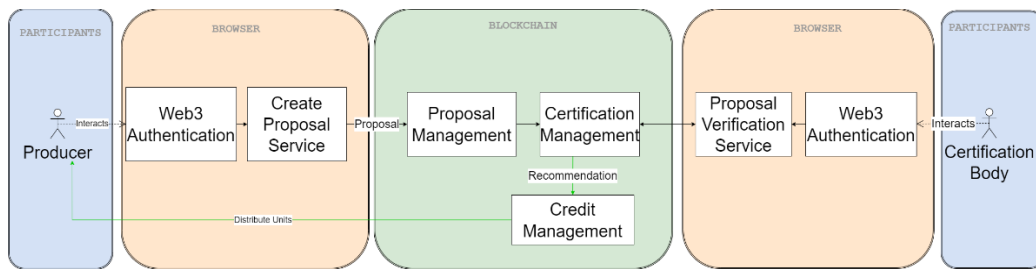 PARTICIPANTS
BROWSER
BLOCKCHAIN
BROWSER
PARTICIPANTS
Interacts
Producer
Web3
Authentication
Create
Proposal
Service
Proposal
Proposal
Management
Certification
Management
Proposal
Verification
Service
Web3
Authentication
Interacts
Certification
Body
Recommendation
Credit
Management
Distribute Units